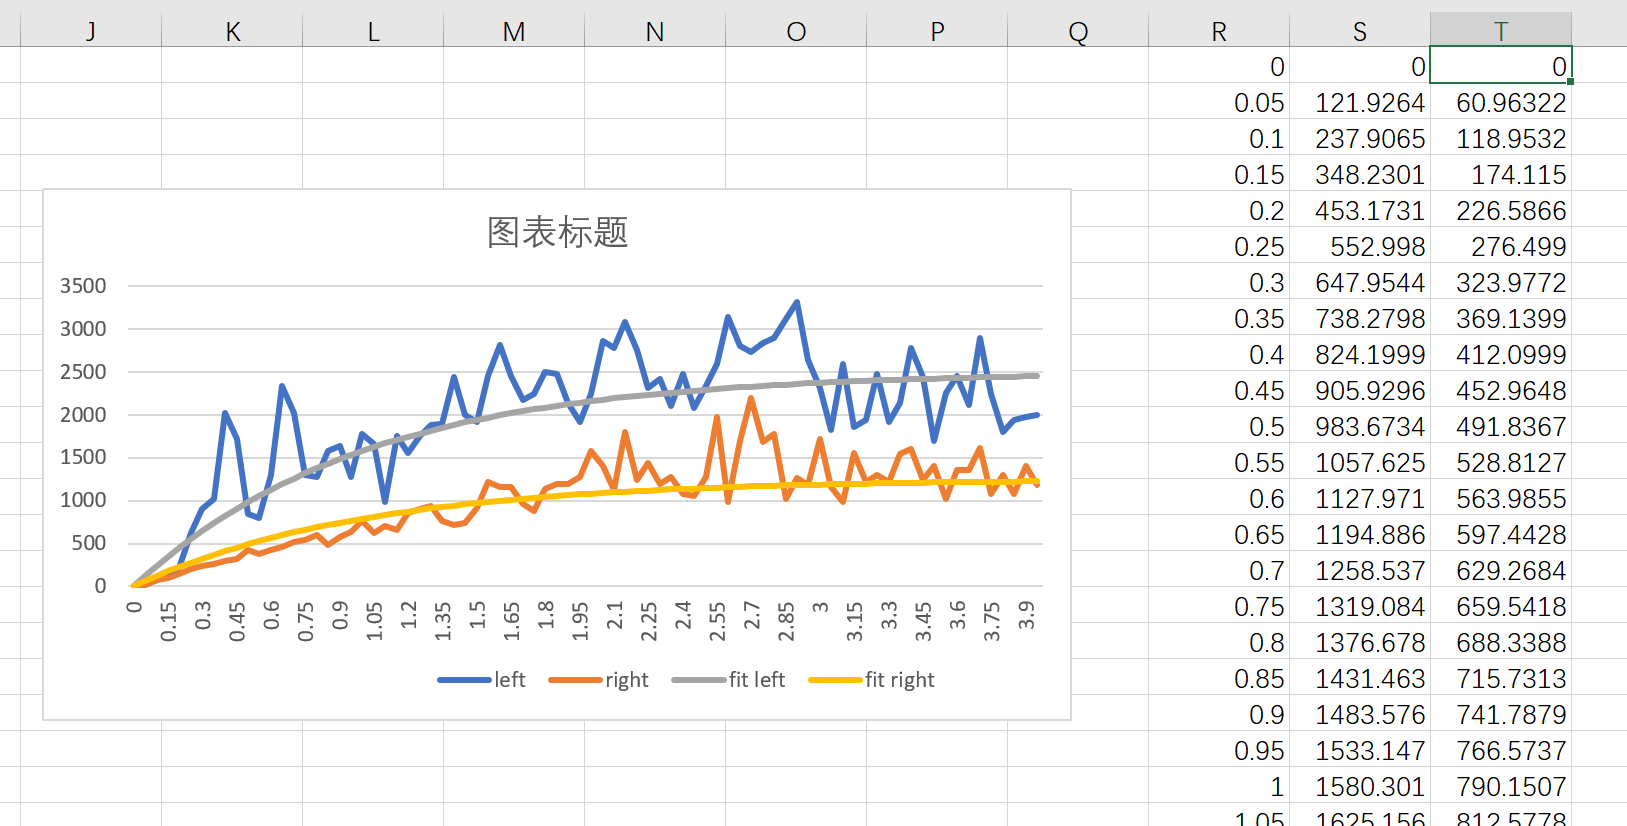 J K L M N O P Q R S T
0 0 0
0.05 121.9264 60.96322
0.1 237.9065 118.9532
0.15 348.2301 174.115
0.2 453.1731 226.5866
0.25 552.998 276.499
0.3 647.9544 323.9772
0.35 738.2798 369.1399
0.4 824.1999 412.0999
0.45 905.9296 452.9648
0.5 983.6734 491.8367
0.55 1057.625 528.8127
0.6 1127.971 563.9855
0.65 1194.886 597.4428
0.7 1258.537 629.2684
0.75 1319.084 659.5418
0.8 1376.678 688.3388
0.85 1431.463 715.7313
0.9 1483.576 741.7879
0.95 1533.147 766.5737
1 1580.301 790.1507
1.05 1625.156 812.5778
图表标题
3500
3000
2500
2000
1500
1000
500
0
0 0.15 0.3 0.45 0.6 0.75 0.9 1.05 1.2 1.35 1.5 1.65 1.8 1.95 2.1 2.25 2.4 2.55 2.7 2.85 3 3.15 3.3 3.45 3.6 3.75 3.9
left right fit left fit right